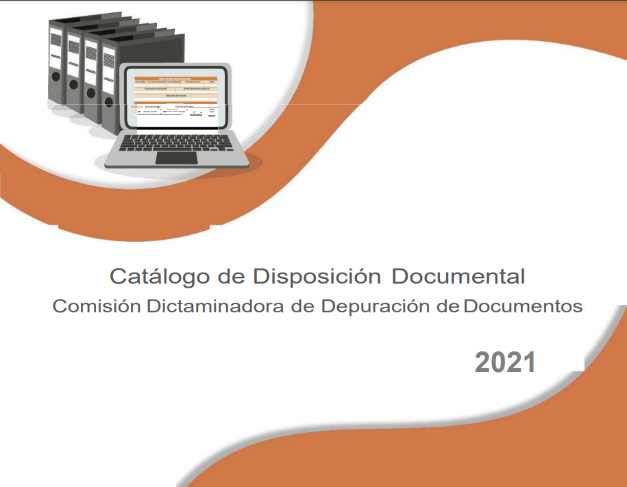 Catálogo de Disposición Documental
Comisión Dictaminadora de Depuración de Documentos
2021